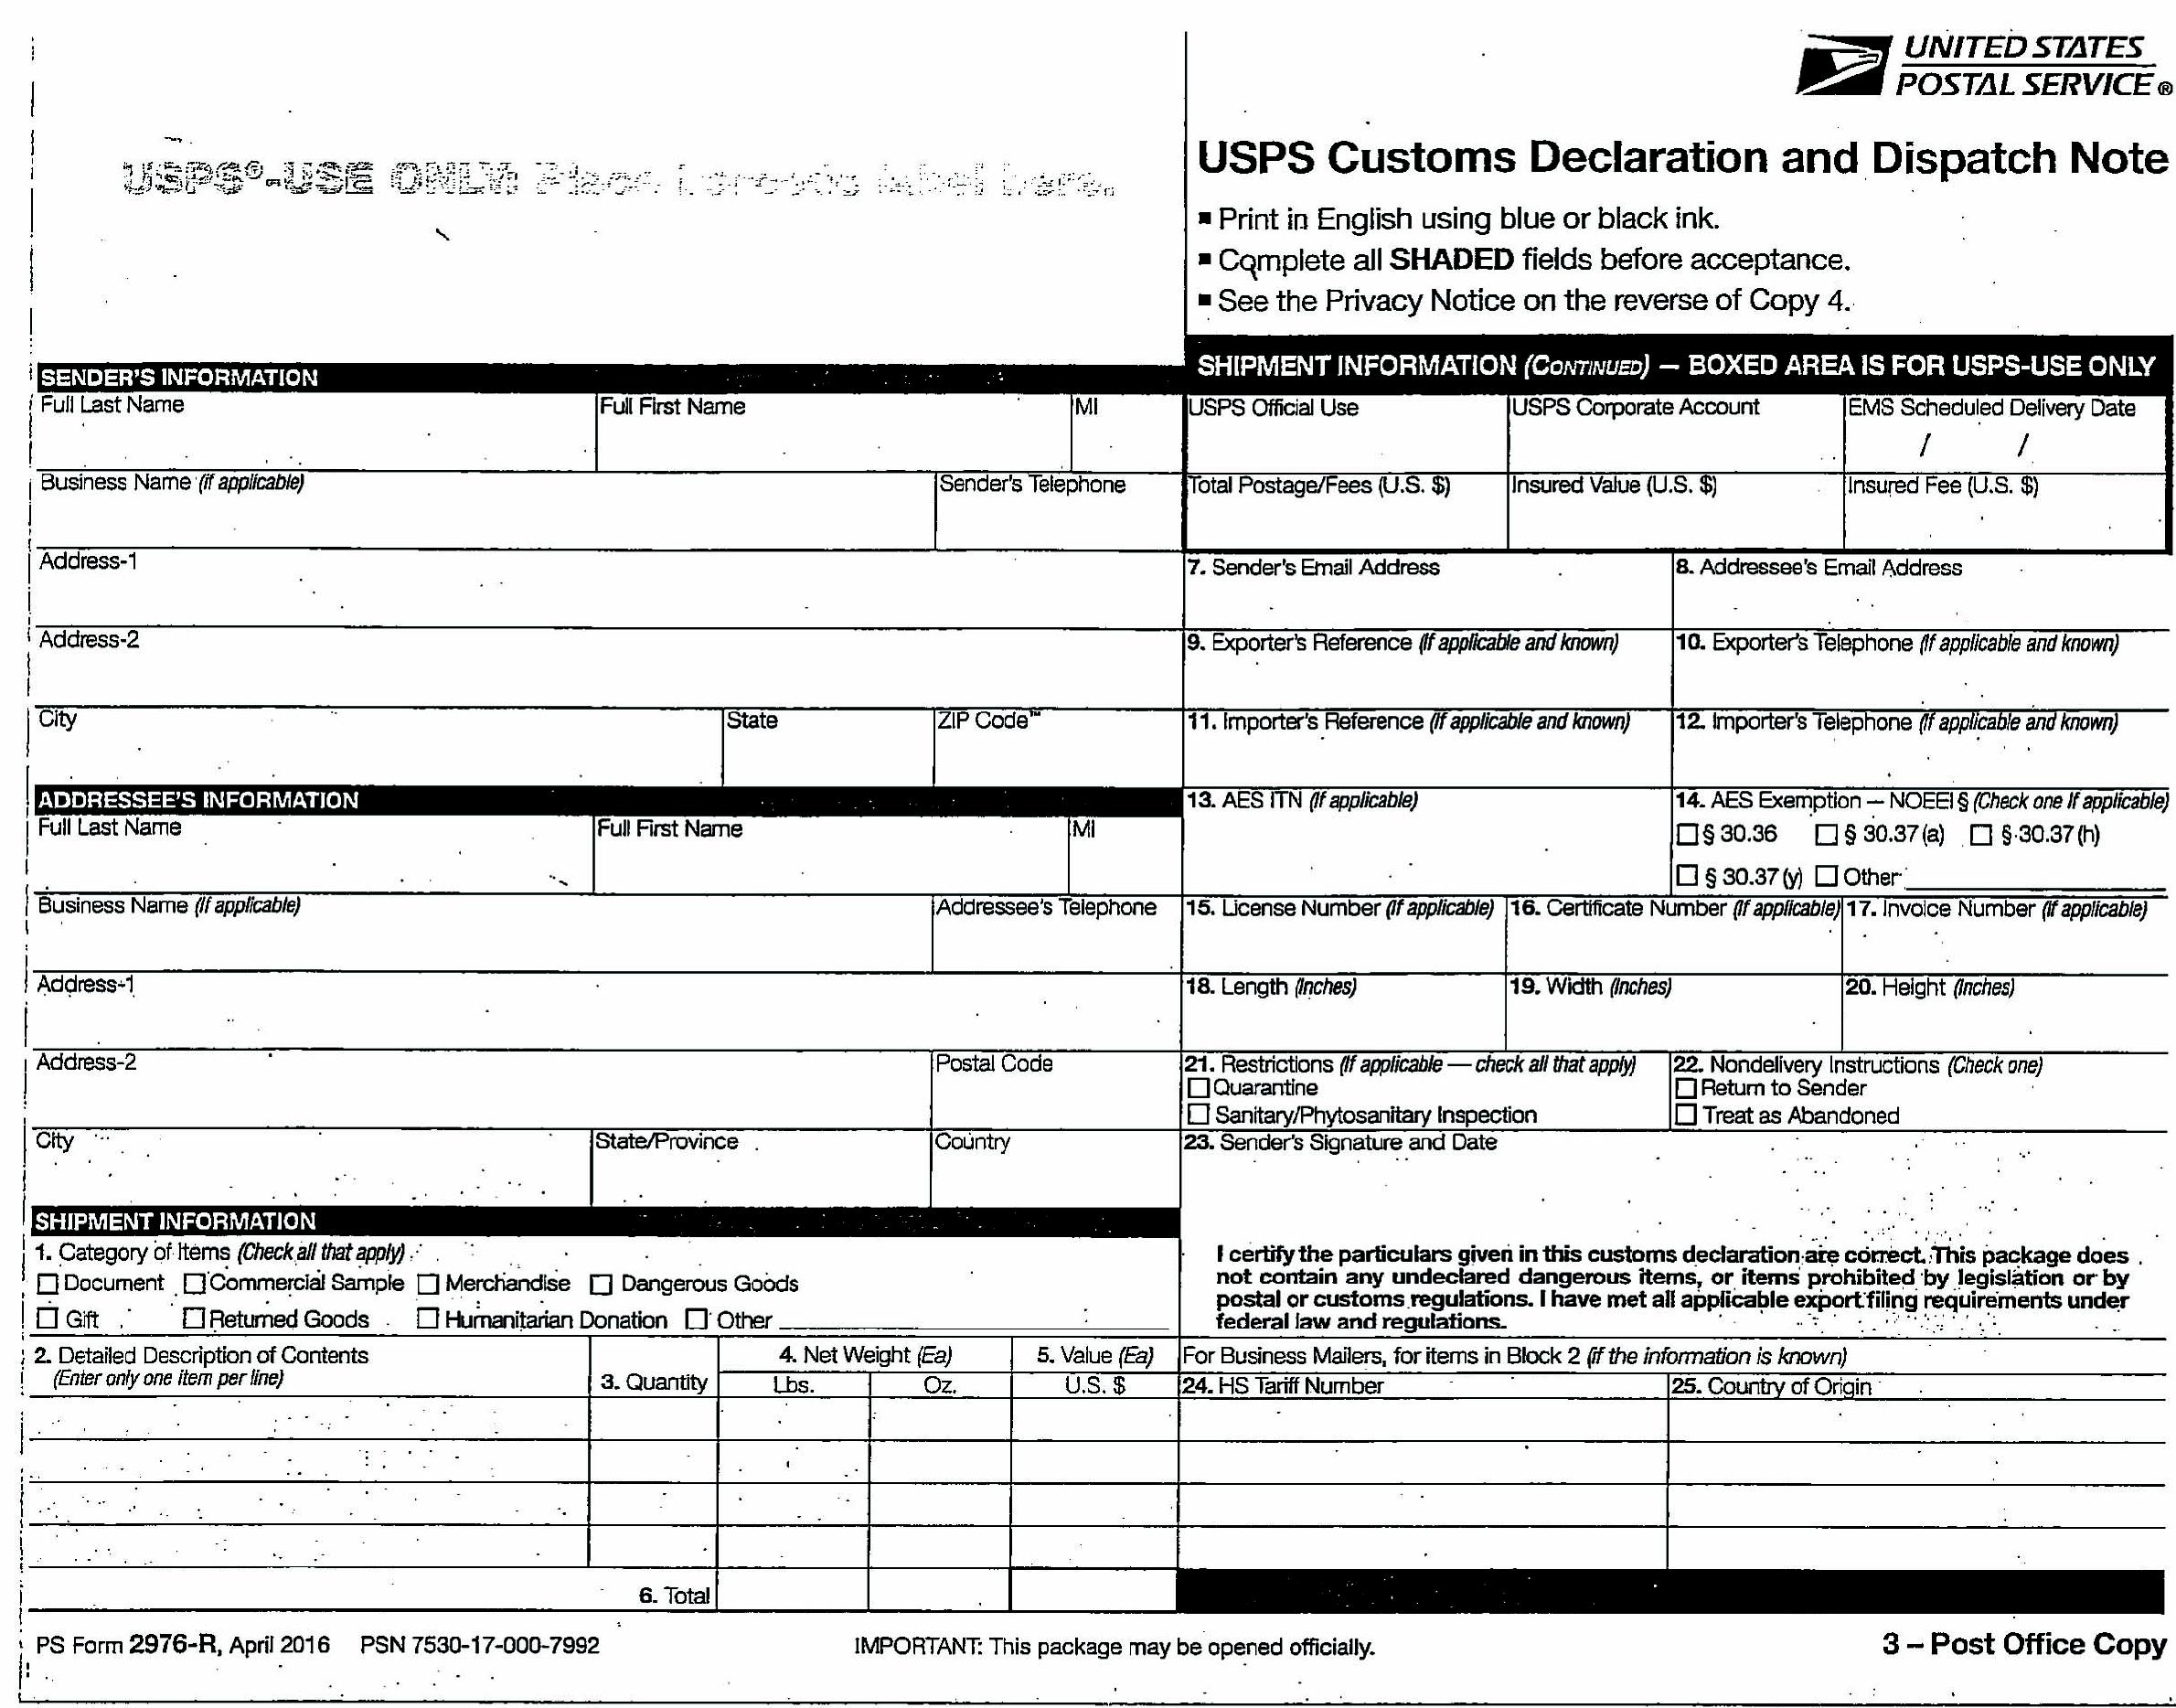 UNITED STATES
POSTAL SERVICE ®
USPS®-USE ONLY: Place label here.
USPS Customs Declaration and Dispatch Note
▪ Print in English using blue or black ink.
▪ Complete all SHADED fields before acceptance.
▪ See the Privacy Notice on the reverse of Copy 4.
SENDER'S INFORMATION
Full Last Name Full First Name MI
Business Name (if applicable) Sender's Telephone
Address-1
Address-2
City State ZIP Code™
ADDRESSEE'S INFORMATION
Full Last Name Full First Name MI
Business Name (If applicable) Addressee's Telephone
Address-1
Address-2 Postal Code
City State/Province Country
SHIPMENT INFORMATION
1. Category of Items (Check all that apply)
☐ Document ☐ Commercial Sample ☐ Merchandise ☐ Dangerous Goods
☐ Gift ☐ Returned Goods ☐ Humanitarian Donation ☐ Other
2. Detailed Description of Contents
(Enter only one item per line)
3. Quantity
4. Net Weight (Ea)
Lbs. Oz.
5. Value (Ea)
U.S. $
6. Total
SHIPMENT INFORMATION (CONTINUED) — BOXED AREA IS FOR USPS-USE ONLY
USPS Official Use USPS Corporate Account EMS Scheduled Delivery Date
/ /
Total Postage/Fees (U.S. $) Insured Value (U.S. $) Insured Fee (U.S. $)
7. Sender's Email Address 8. Addressee's Email Address
9. Exporter's Reference (If applicable and known) 10. Exporter's Telephone (If applicable and known)
11. Importer's Reference (If applicable and known) 12. Importer's Telephone (If applicable and known)
13. AES ITN (If applicable) 14. AES Exemption — NOEEI § (Check one If applicable)
☐ § 30.36 ☐ § 30.37 (a) ☐ § 30.37 (h)
☐ § 30.37 (y) ☐ Other
15. License Number (If applicable) 16. Certificate Number (If applicable) 17. Invoice Number (If applicable)
18. Length (Inches) 19. Width (Inches) 20. Height (Inches)
21. Restrictions (If applicable — check all that apply) 22. Nondelivery Instructions (Check one)
☐ Quarantine ☐ Return to Sender
☐ Sanitary/Phytosanitary Inspection ☐ Treat as Abandoned
23. Sender's Signature and Date
I certify the particulars given in this customs declaration are correct. This package does
not contain any undeclared dangerous items, or items prohibited by legislation or by
postal or customs regulations. I have met all applicable export filing requirements under
federal law and regulations.
For Business Mailers, for items in Block 2 (if the information is known)
24. HS Tariff Number 25. Country of Origin
PS Form 2976-R, April 2016 PSN 7530-17-000-7992 IMPORTANT: This package may be opened officially. 3 – Post Office Copy